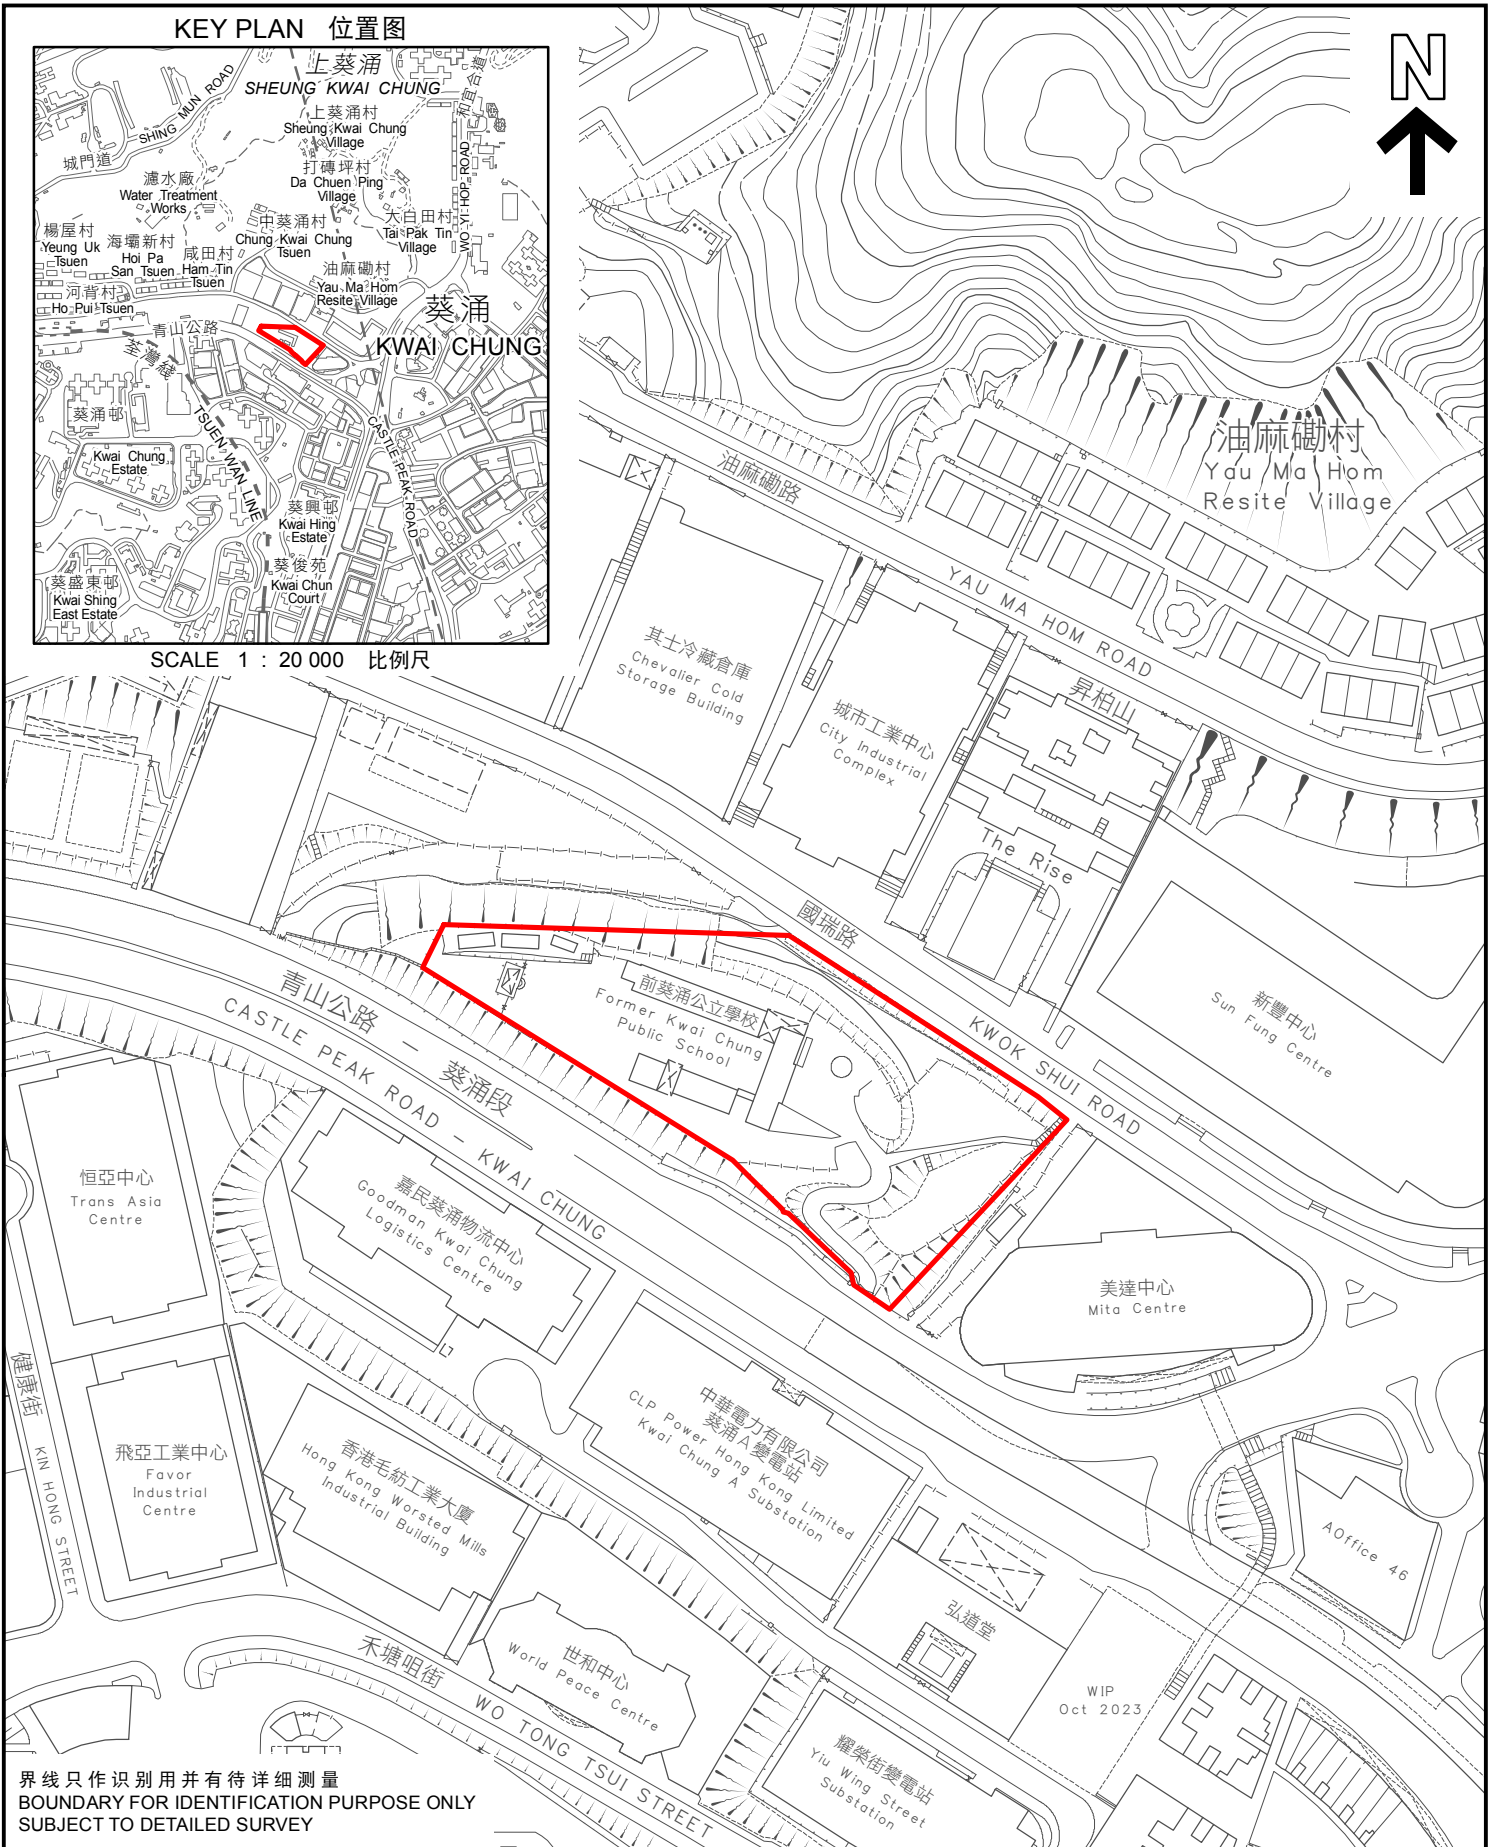 KEY PLAN 位置图
上葵涌
SHEUNG KWAI CHUNG
和宜合道
WO YI HOP ROAD
SHING MUN ROAD
城門道
上葵涌村
Sheung Kwai Chung
Village
打磚坪村
Da Chuen Ping
Village
濾水廠
Water Treatment
Works
中葵涌村
Chung Kwai Chung
Tsuen
大白田村
Tai Pak Tin
Village
楊屋村
Yeung Uk
Tsuen
海壩新村
Hoi Pa
San Tsuen
咸田村
Ham Tin
Tsuen
油麻磡村
Yau Ma Hom
Resite Village
河背村
Ho Pui Tsuen
葵涌
KWAI CHUNG
青山公路
荃灣綫
TSUEN WAN LINE
CASTLE PEAK ROAD
葵涌邨
Kwai Chung
Estate
葵興邨
Kwai Hing
Estate
葵俊苑
Kwai Chun
Court
葵盛東邨
Kwai Shing
East Estate
SCALE 1 : 20 000 比例尺
N
油麻磡村
Yau Ma Hom
Resite Village
油麻磡路
YAU MA HOM ROAD
其士冷藏倉庫
Chevalier Cold
Storage Building
城市工業中心
City Industrial
Complex
昇柏山
The Rise
國瑞路
KWOK SHUI ROAD
新豐中心
Sun Fung Centre
前葵涌公立學校
Former Kwai Chung
Public School
青山公路 － 葵涌段
CASTLE PEAK ROAD - KWAI CHUNG
恒亞中心
Trans Asia
Centre
嘉民葵涌物流中心
Goodman Kwai Chung
Logistics Centre
美達中心
Mita Centre
健康街
KIN HONG STREET
飛亞工業中心
Favor
Industrial
Centre
香港毛紡工業大廈
Hong Kong Worsted Mills
Industrial Building
中華電力有限公司
葵涌A變電站
CLP Power Hong Kong Limited
Kwai Chung A Substation
AOffice 46
弘道堂
世和中心
World Peace Centre
禾塘咀街
WO TONG TSUI STREET
WIP
Oct 2023
耀榮街變電站
Yiu Wing Street
Substation
界线只作识别用并有待详细测量
BOUNDARY FOR IDENTIFICATION PURPOSE ONLY
SUBJECT TO DETAILED SURVEY